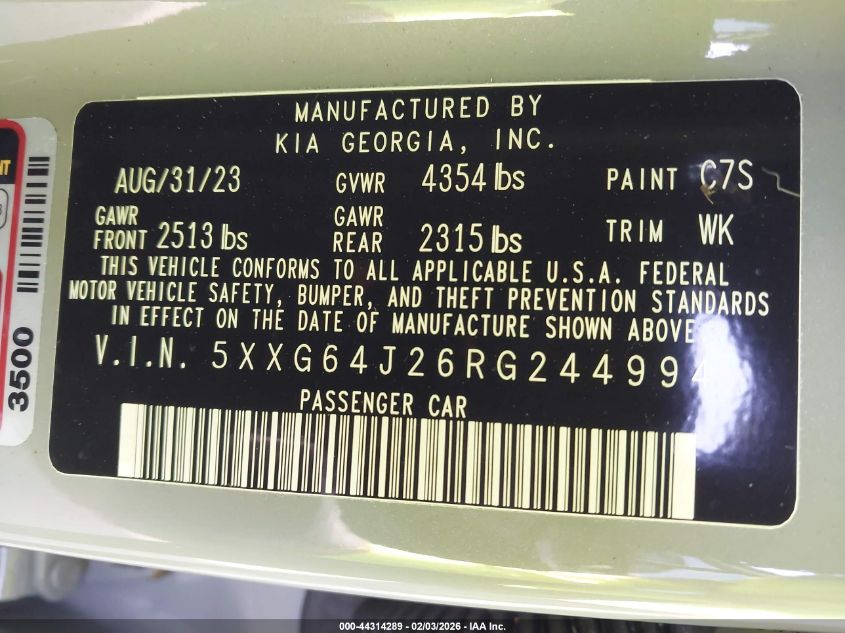 MANUFACTURED BY
KIA GEORGIA, INC.
AUG/31/23 GVWR 4354 lbs PAINT C7S
GAWR FRONT 2513 lbs GAWR REAR 2315 lbs TRIM WK
THIS VEHICLE CONFORMS TO ALL APPLICABLE U.S.A. FEDERAL
MOTOR VEHICLE SAFETY, BUMPER, AND THEFT PREVENTION STANDARDS
IN EFFECT ON THE DATE OF MANUFACTURE SHOWN ABOVE
V.I.N. 5XXG64J26RG244994
PASSENGER CAR
3500
000-44314289 - 02/03/2026 - IAA Inc.